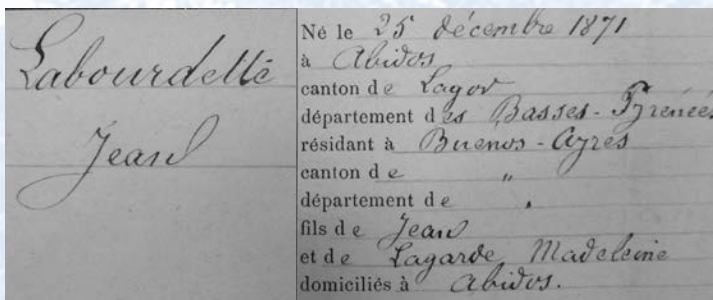 Labourdette
Jean
Né le 25 décembre 1871
à Abidos
canton de Lagor
département des Basses-Pyrénées
résidant à Buenos-Ayres
canton de "
département de "
fils de Jean
et de Lagarde Madeleine
domiciliés à Abidos.